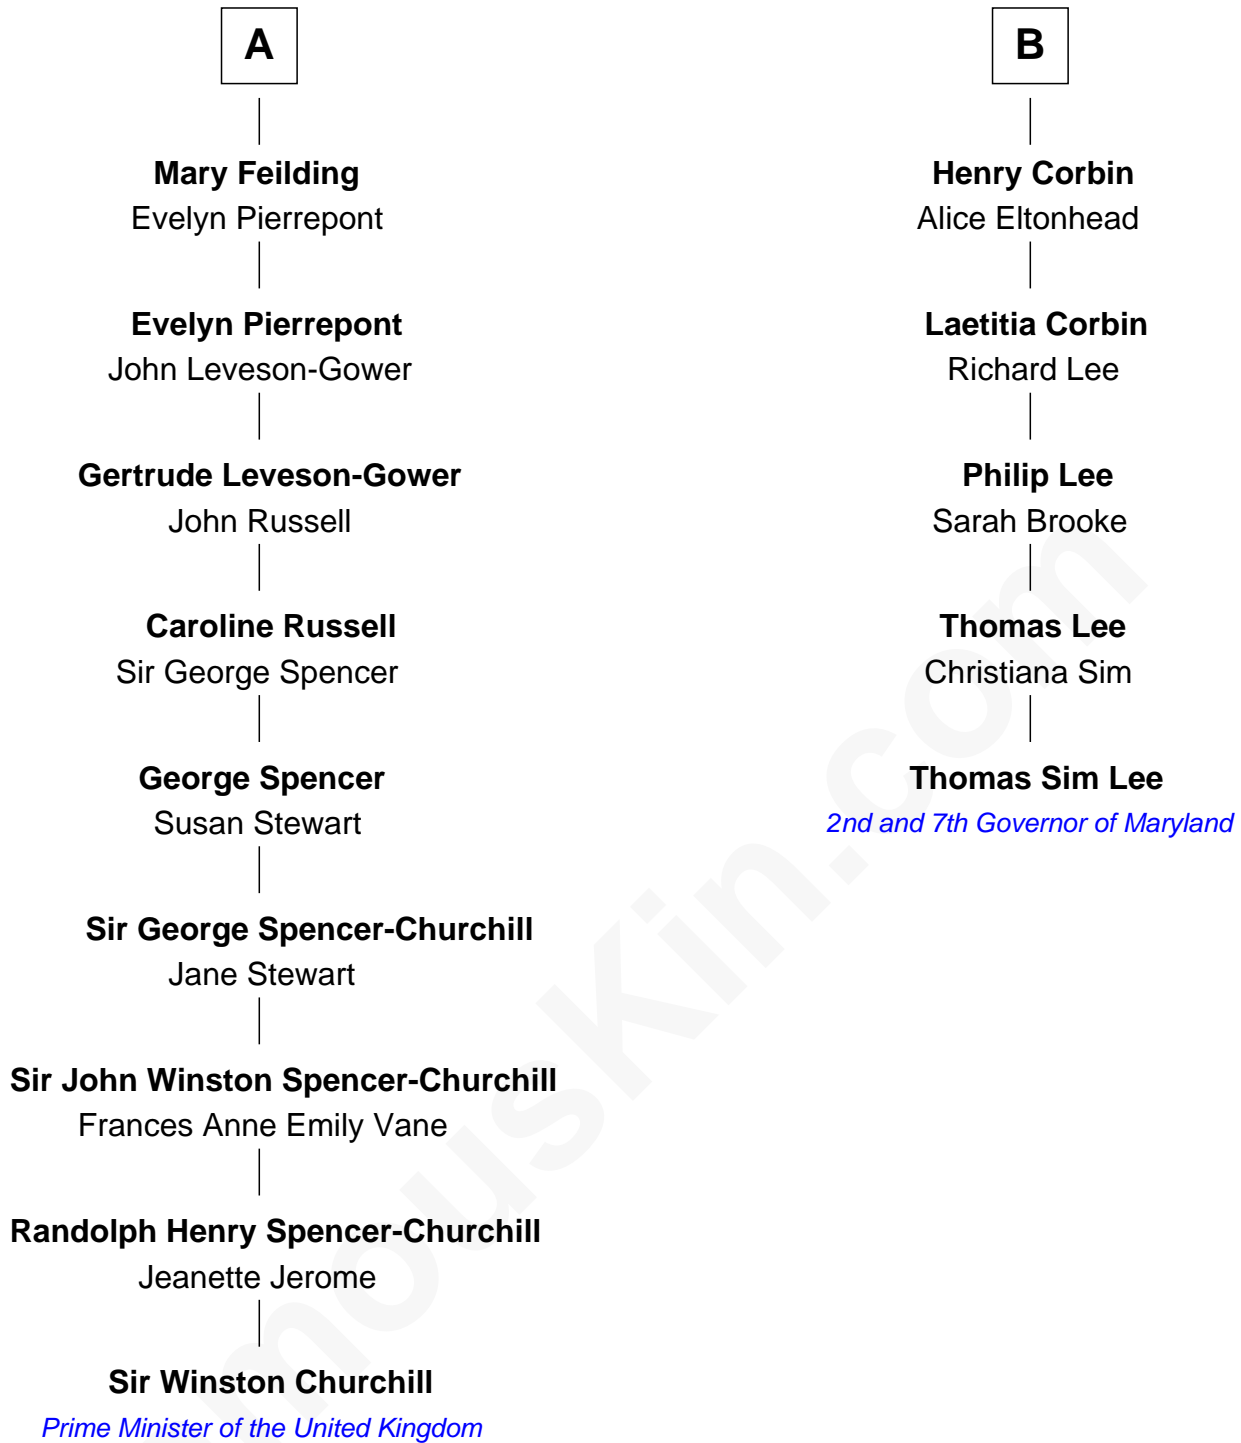 A
Mary Feilding
Evelyn Pierrepont
Evelyn Pierrepont
John Leveson-Gower
Gertrude Leveson-Gower
John Russell
Caroline Russell
Sir George Spencer
George Spencer
Susan Stewart
Sir George Spencer-Churchill
Jane Stewart
Sir John Winston Spencer-Churchill
Frances Anne Emily Vane
Randolph Henry Spencer-Churchill
Jeanette Jerome
Sir Winston Churchill
Prime Minister of the United Kingdom
B
Henry Corbin
Alice Eltonhead
Laetitia Corbin
Richard Lee
Philip Lee
Sarah Brooke
Thomas Lee
Christiana Sim
Thomas Sim Lee
2nd and 7th Governor of Maryland
mousKin.com